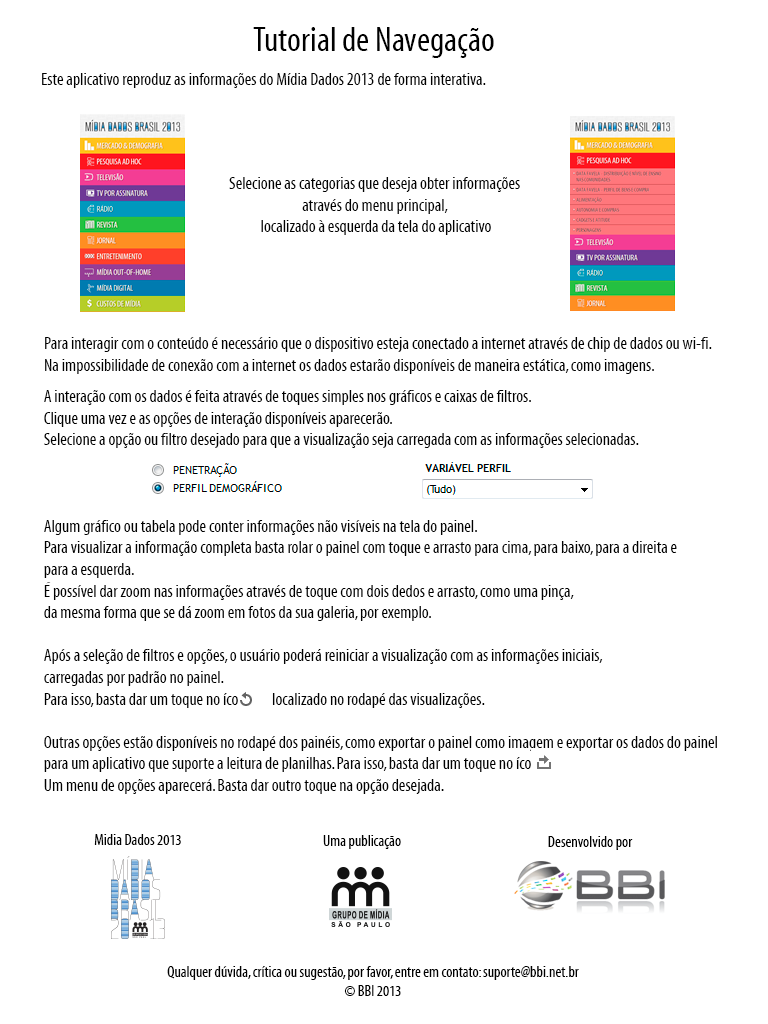 Tutorial de Navegação
Este aplicativo reproduz as informações do Mídia Dados 2013 de forma interativa.
MÍDIA DADOS BRASIL 2013
MERCADO & DEMOGRAFIA
PESQUISA AD HOC
TELEVISÃO
TV POR ASSINATURA
RÁDIO
REVISTA
JORNAL
ENTRETENIMENTO
MÍDIA OUT-OF-HOME
MÍDIA DIGITAL
CUSTOS DE MÍDIA
Selecione as categorias que deseja obter informações
através do menu principal,
localizado à esquerda da tela do aplicativo
MÍDIA DADOS BRASIL 2013
MERCADO & DEMOGRAFIA
PESQUISA AD HOC
DATA FAVELA - DISTRIBUIÇÃO E NÍVEL DE ENSINO
NAS COMUNIDADES
DATA FAVELA - PERFIL DE RENDA E COMPRA
ALIMENTAÇÃO
TELEVISÃO
TV POR ASSINATURA
RÁDIO
REVISTA
JORNAL
Para interagir com o conteúdo é necessário que o dispositivo esteja conectado a internet através de chip de dados ou wi-fi.
Na impossibilidade de conexão com a internet os dados estarão disponíveis de maneira estática, como imagens.
A interação com os dados é feita através de toques simples nos gráficos e caixas de filtros.
Clique uma vez e as opções de interação disponíveis aparecerão.
Selecione a opção ou filtro desejado para que a visualização seja carregada com as informações selecionadas.
PENETRAÇÃO
PERFIL DEMOGRÁFICO
VARIÁVEL PERFIL
(Tudo)
Algum gráfico ou tabela pode conter informações não visíveis na tela do painel.
Para visualizar a informação completa basta rolar o painel com toque e arrasto para cima, para baixo, para a direita e
para a esquerda.
É possível dar zoom nas informações através de toque com dois dedos e arrasto, como uma pinça,
da mesma forma que se dá zoom em fotos da sua galeria, por exemplo.
Após a seleção de filtros e opções, o usuário poderá reiniciar a visualização com as informações iniciais,
carregadas por padrão no painel.
Para isso, basta dar um toque no íco localizado no rodapé das visualizações.
Outras opções estão disponíveis no rodapé dos painéis, como exportar o painel como imagem e exportar os dados do painel
para um aplicativo que suporte a leitura de planilhas. Para isso, basta dar um toque no íco
Um menu de opções aparecerá. Basta dar outro toque na opção desejada.
Midia Dados 2013
MÍDIA
DADOS
BRASIL
2013
Uma publicação
GRUPO DE MÍDIA
SÃO PAULO
Desenvolvido por
BBI
Qualquer dúvida, crítica ou sugestão, por favor, entre em contato: suporte@bbi.net.br
© BBI 2013